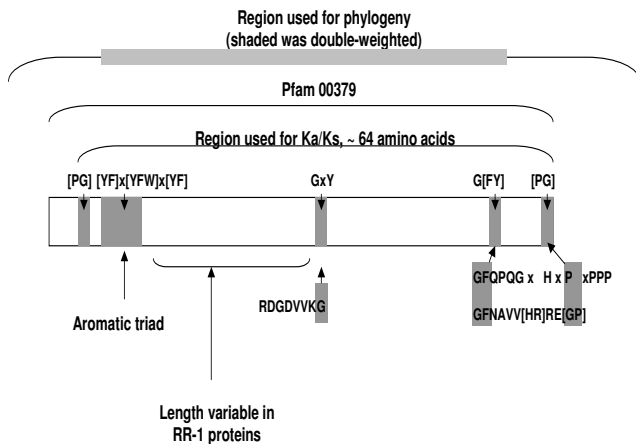 Region used for phylogeny
(shaded was double-weighted)
Pfam 00379
Region used for Ka/Ks, ~ 64 amino acids
[PG] [YF]x[YFW]x[YF] GxY G[FY] [PG]
GFQPQG x H x P xPPP
RDGDVVKG
GFNAVV[HR]RE[GP]
Aromatic triad
Length variable in
RR-1 proteins